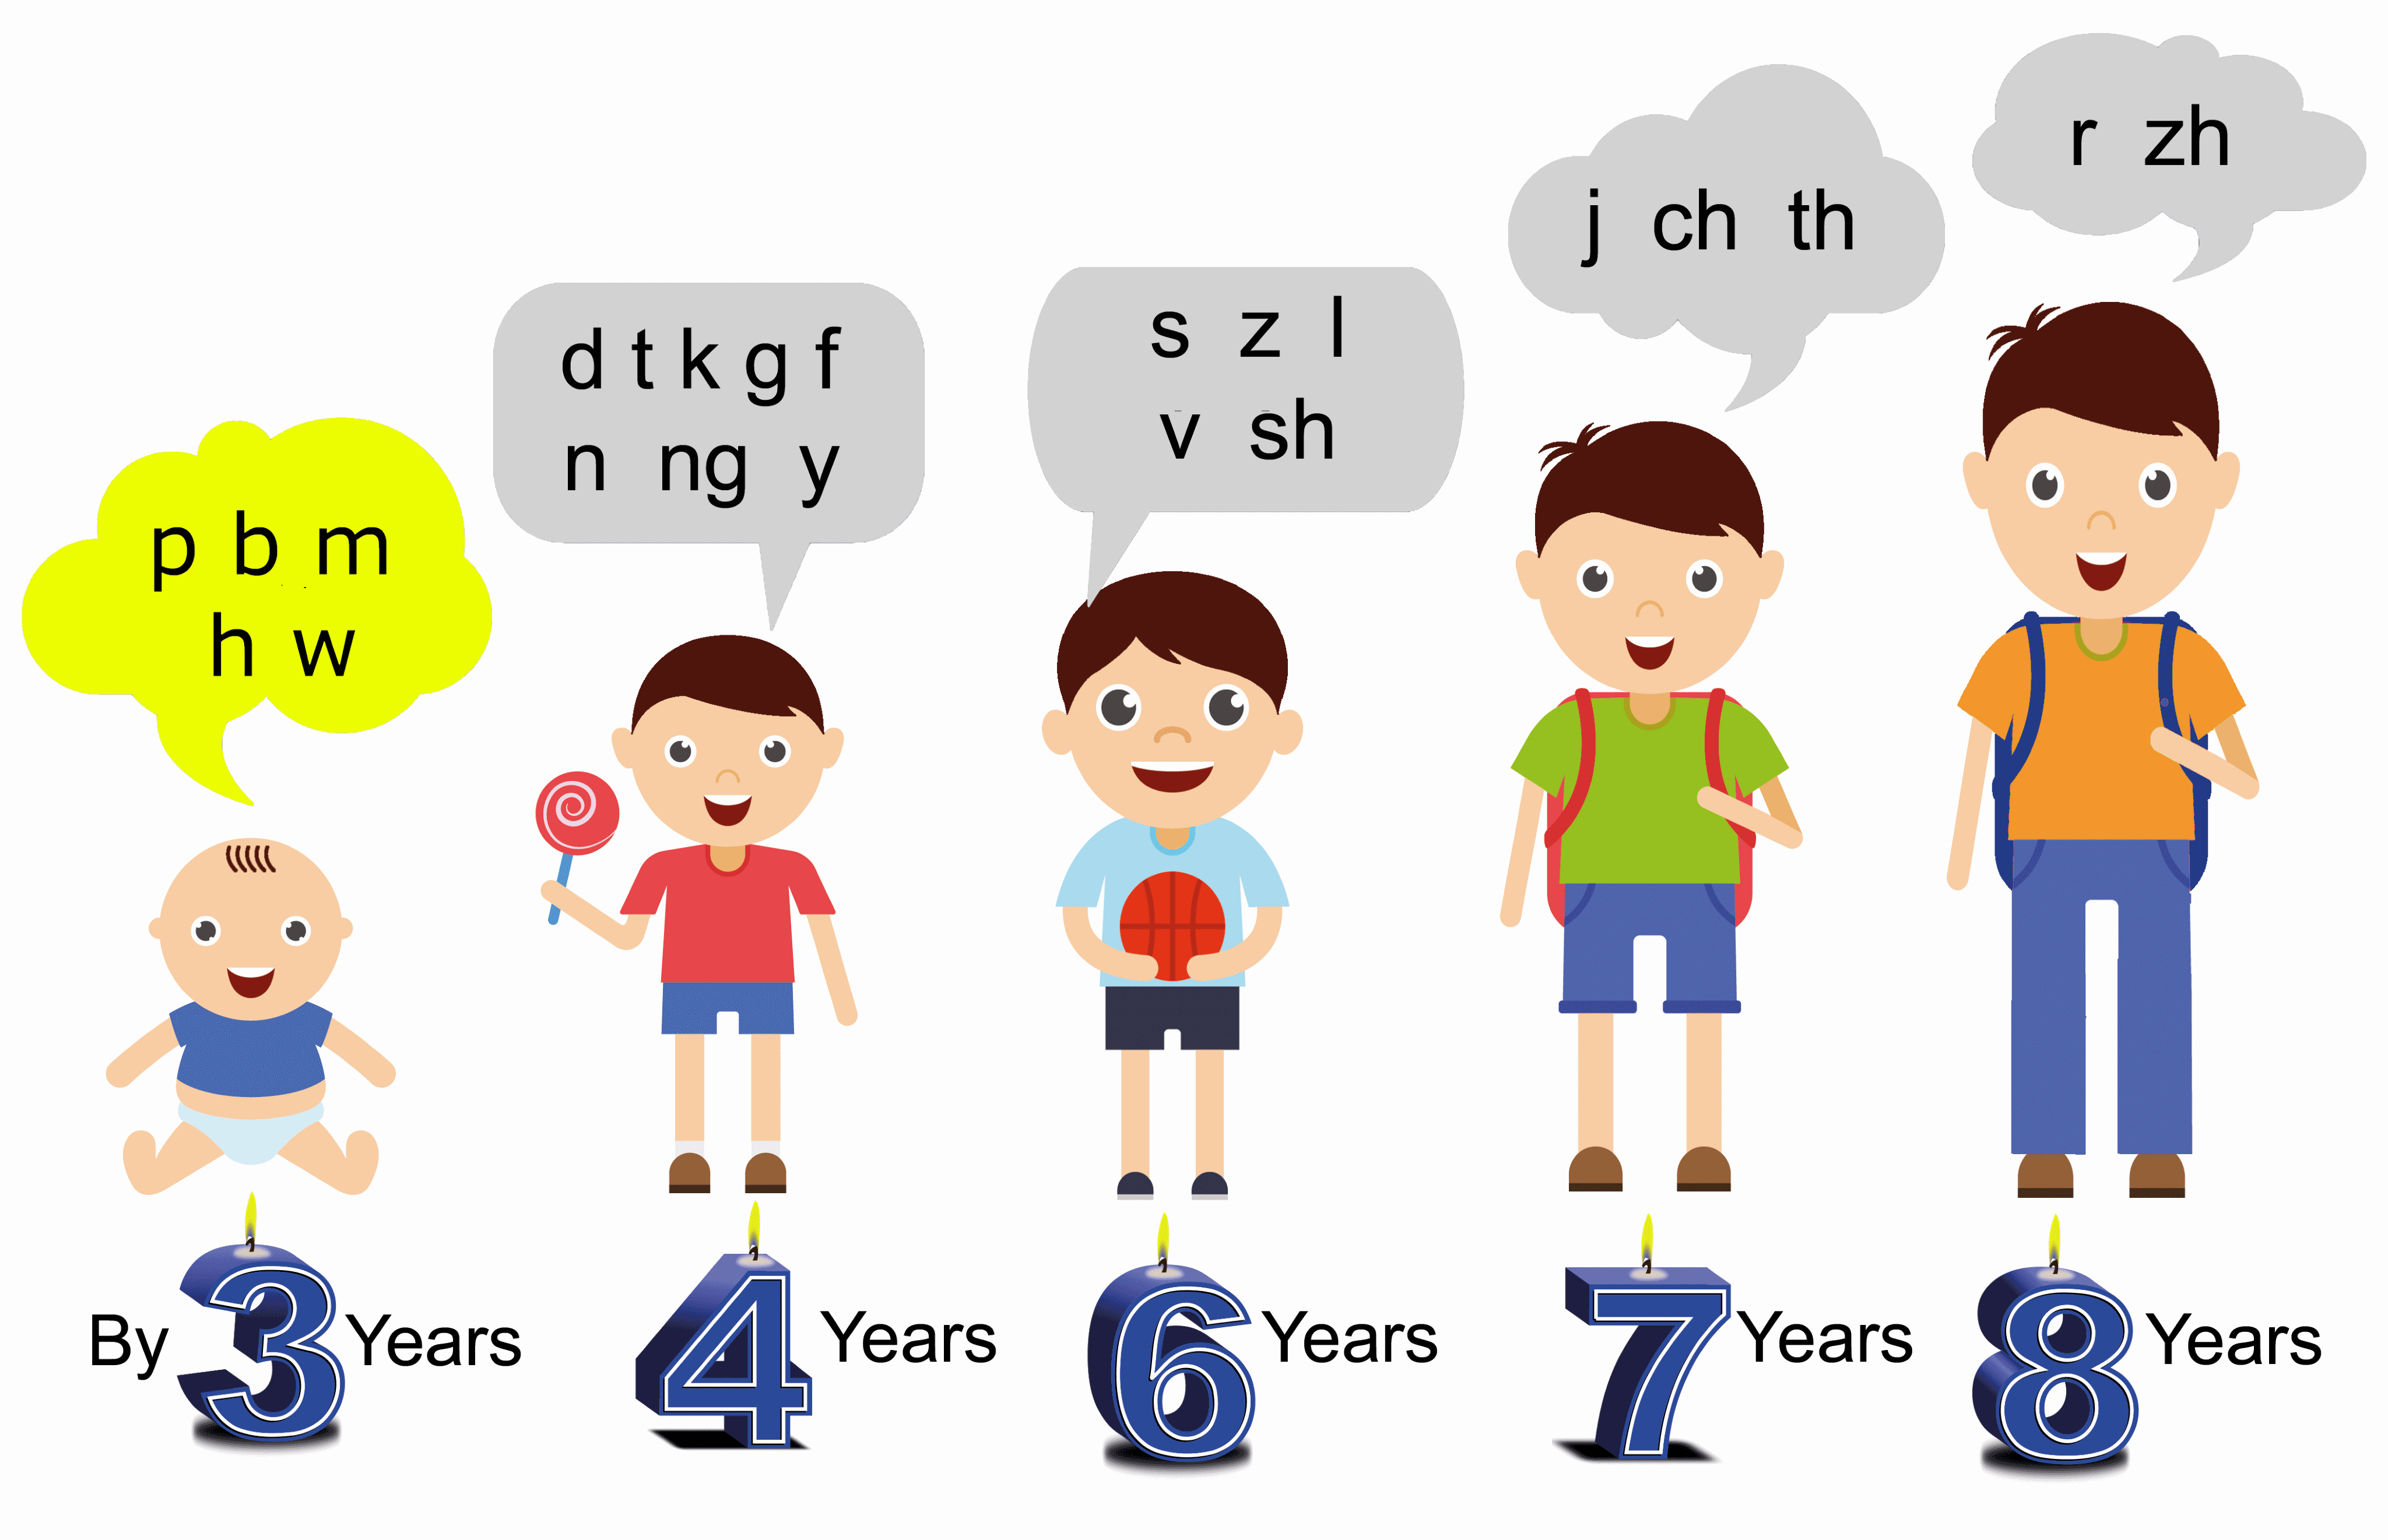 p b m
h w
d t k g f
n ng y
s z l
v sh
j ch th
r zh
By 3 Years
4 Years
6 Years
7 Years
8 Years